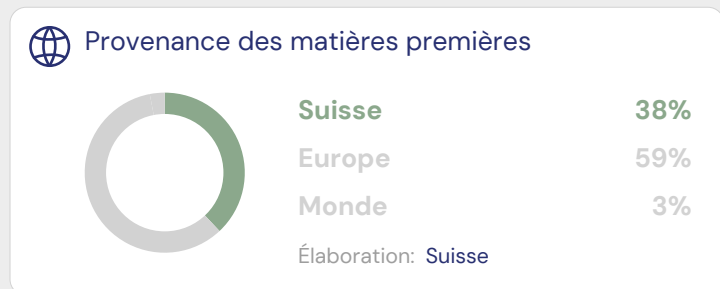 Provenance des matières premières
Suisse 38%
Europe 59%
Monde 3%
Élaboration: Suisse